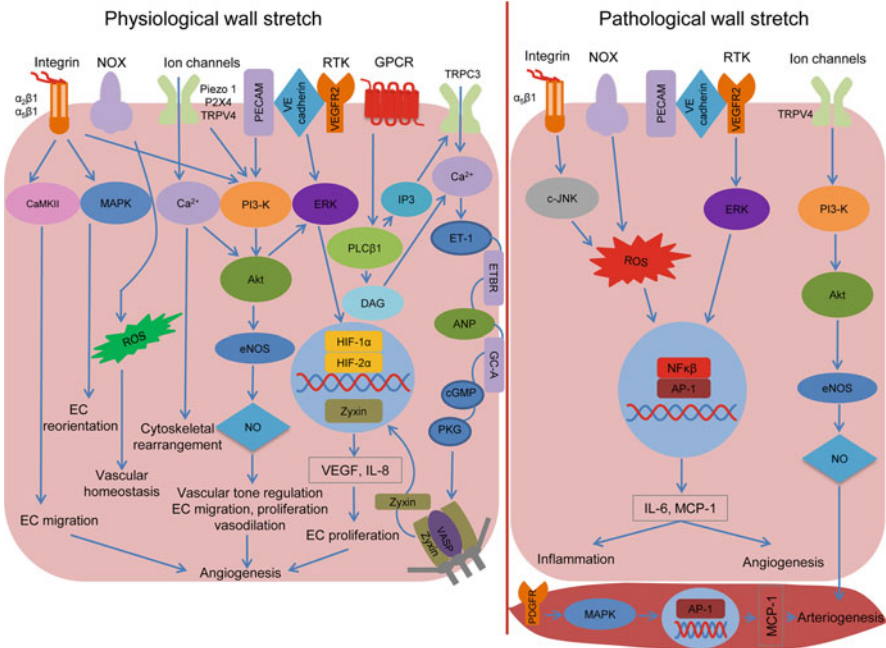 Physiological wall stretch
Integrin
α₂β1
α₅β1
NOX
Ion channels
Piezo 1
P2X4
TRPV4
PECAM
VE cadherin
RTK
VEGFR2
GPCR
TRPC3
CaMKII
MAPK
Ca²⁺
PI3-K
ERK
IP3
Ca²⁺
PLCβ1
ET-1
ETBR
Akt
DAG
ANP
ROS
eNOS
HIF-1α
HIF-2α
GC-A
cGMP
Zyxin
PKG
EC
reorientation
Cytoskeletal
rearrangement
NO
VEGF, IL-8
Vascular
homeostasis
Vascular tone regulation
EC migration, proliferation
vasodilation
Zyxin
Zyxin
VASP
EC migration
EC proliferation
Angiogenesis
Pathological wall stretch
Integrin
α₅β1
NOX
PECAM
VE cadherin
RTK
VEGFR2
Ion channels
TRPV4
c-JNK
ERK
PI3-K
ROS
Akt
NFκβ
AP-1
eNOS
NO
IL-6, MCP-1
Inflammation
Angiogenesis
PDGFR
MAPK
AP-1
MCP-1
Arteriogenesis